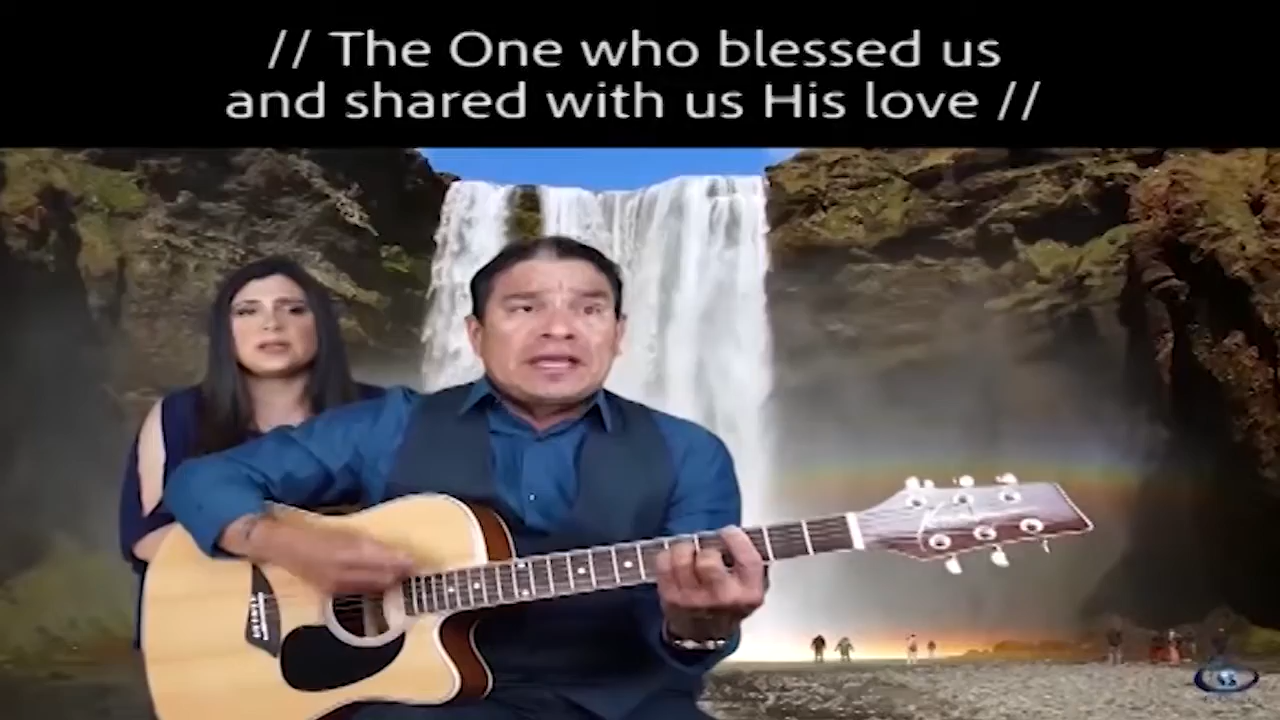 // The One who blessed us
and shared with us His love //